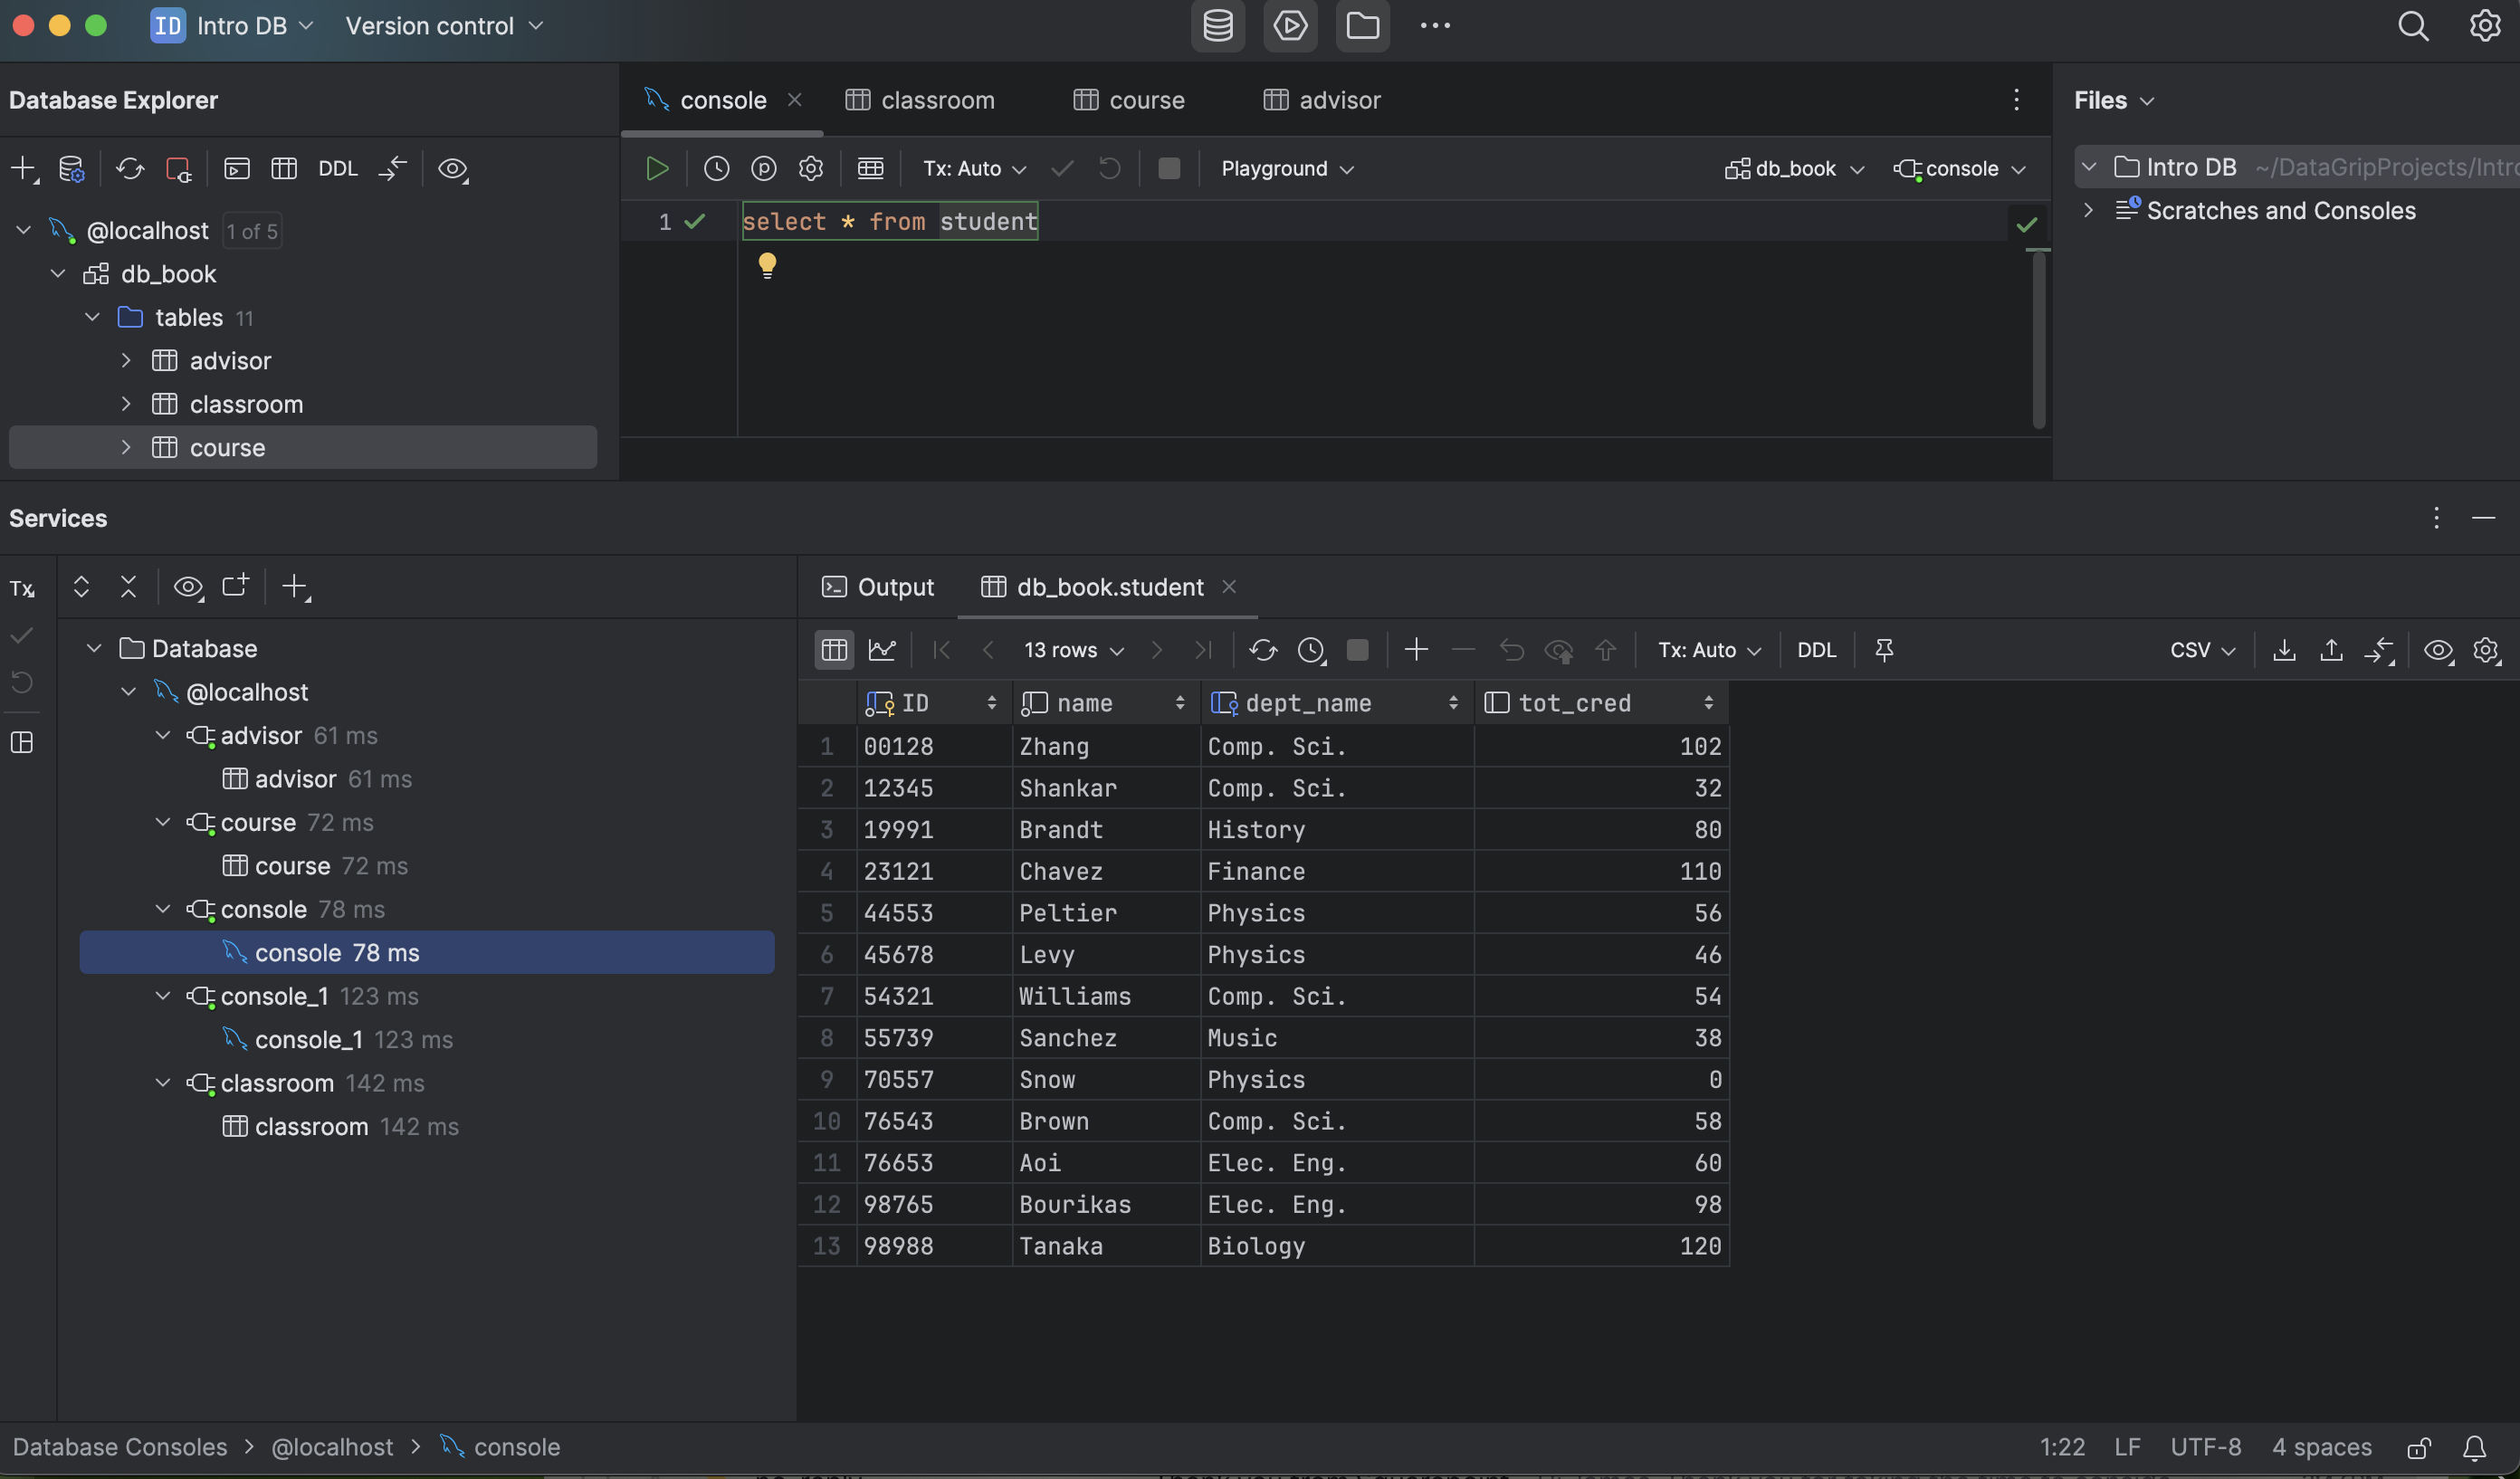 ID Intro DB Version control
Database Explorer
console classroom course advisor
Files
DDL
Tx: Auto Playground db_book console
Intro DB ~/DataGripProjects/Intro
Scratches and Consoles
@localhost 1 of 5
db_book
tables 11
advisor
classroom
course
1 select * from student
Services
Tx
Output db_book.student
13 rows Tx: Auto DDL CSV
Database
@localhost
advisor 61 ms
advisor 61 ms
course 72 ms
course 72 ms
console 78 ms
console 78 ms
console_1 123 ms
console_1 123 ms
classroom 142 ms
classroom 142 ms
ID name dept_name tot_cred
1 00128 Zhang Comp. Sci. 102
2 12345 Shankar Comp. Sci. 32
3 19991 Brandt History 80
4 23121 Chavez Finance 110
5 44553 Peltier Physics 56
6 45678 Levy Physics 46
7 54321 Williams Comp. Sci. 54
8 55739 Sanchez Music 38
9 70557 Snow Physics 0
10 76543 Brown Comp. Sci. 58
11 76653 Aoi Elec. Eng. 60
12 98765 Bourikas Elec. Eng. 98
13 98988 Tanaka Biology 120
Database Consoles > @localhost > console
1:22 LF UTF-8 4 spaces